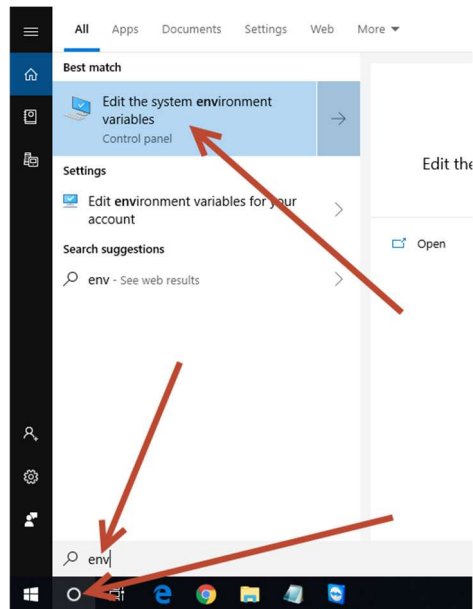 All Apps Documents Settings Web More
Best match
Edit the system environment
variables
Control panel
Settings
Edit environment variables for your
account
Search suggestions
env - See web results
Edit the
Open
env